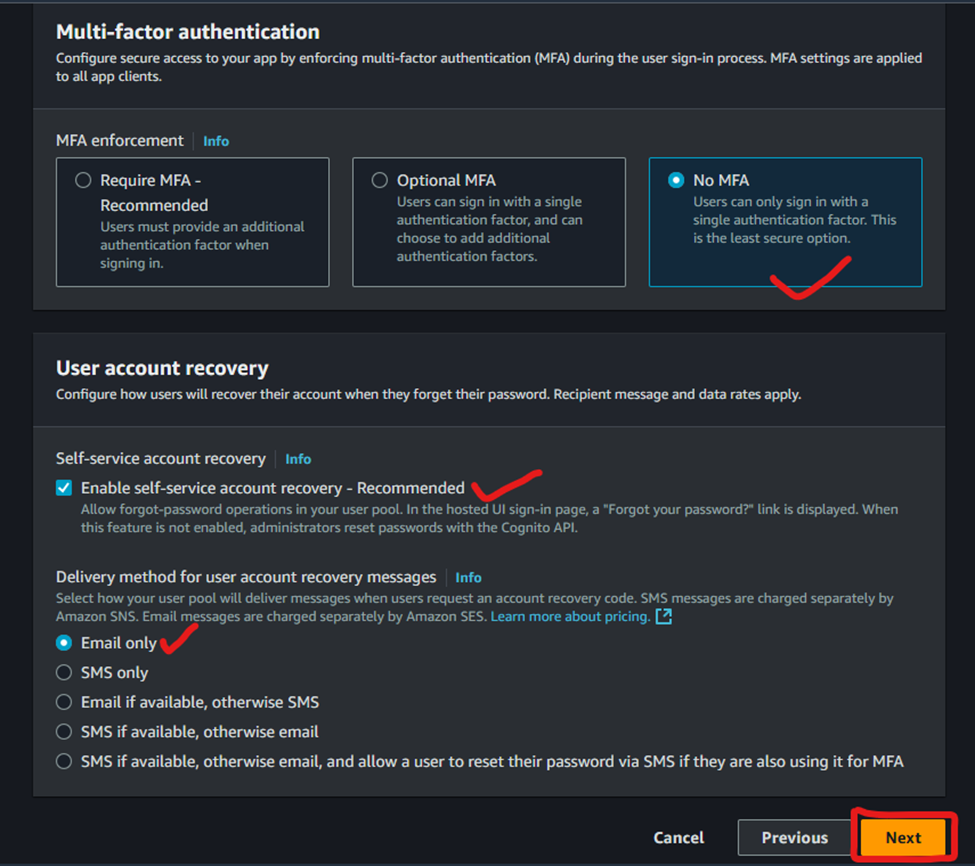 Multi-factor authentication
Configure secure access to your app by enforcing multi-factor authentication (MFA) during the user sign-in process. MFA settings are applied
to all app clients.
MFA enforcement Info
Require MFA -
Recommended
Users must provide an additional
authentication factor when
signing in.
Optional MFA
Users can sign in with a single
authentication factor, and can
choose to add additional
authentication factors.
No MFA
Users can only sign in with a
single authentication factor. This
is the least secure option.
User account recovery
Configure how users will recover their account when they forget their password. Recipient message and data rates apply.
Self-service account recovery Info
Enable self-service account recovery - Recommended
Allow forgot-password operations in your user pool. In the hosted UI sign-in page, a "Forgot your password?" link is displayed. When
this feature is not enabled, administrators reset passwords with the Cognito API.
Delivery method for user account recovery messages Info
Select how your user pool will deliver messages when users request an account recovery code. SMS messages are charged separately by
Amazon SNS. Email messages are charged separately by Amazon SES. Learn more about pricing.
Email only
SMS only
Email if available, otherwise SMS
SMS if available, otherwise email
SMS if available, otherwise email, and allow a user to reset their password via SMS if they are also using it for MFA
Cancel Previous Next